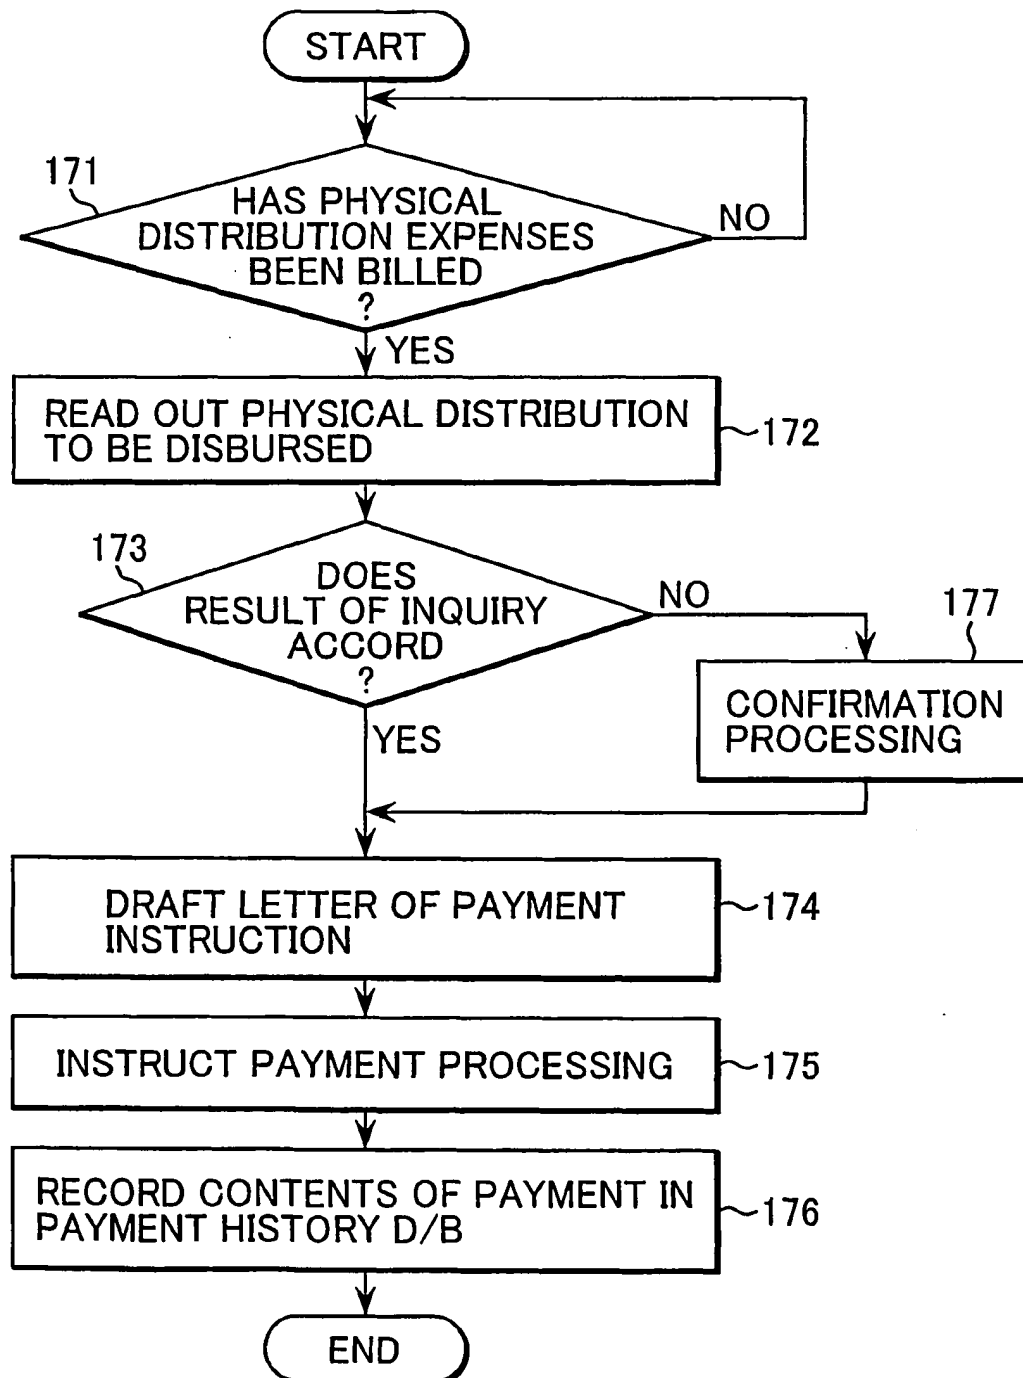 START
171
HAS PHYSICAL
DISTRIBUTION EXPENSES
BEEN BILLED
?
NO
YES
READ OUT PHYSICAL DISTRIBUTION
TO BE DISBURSED
172
173
DOES
RESULT OF INQUIRY
ACCORD
?
NO
177
CONFIRMATION
PROCESSING
YES
DRAFT LETTER OF PAYMENT
INSTRUCTION
174
INSTRUCT PAYMENT PROCESSING
175
RECORD CONTENTS OF PAYMENT IN
PAYMENT HISTORY D/B
176
END